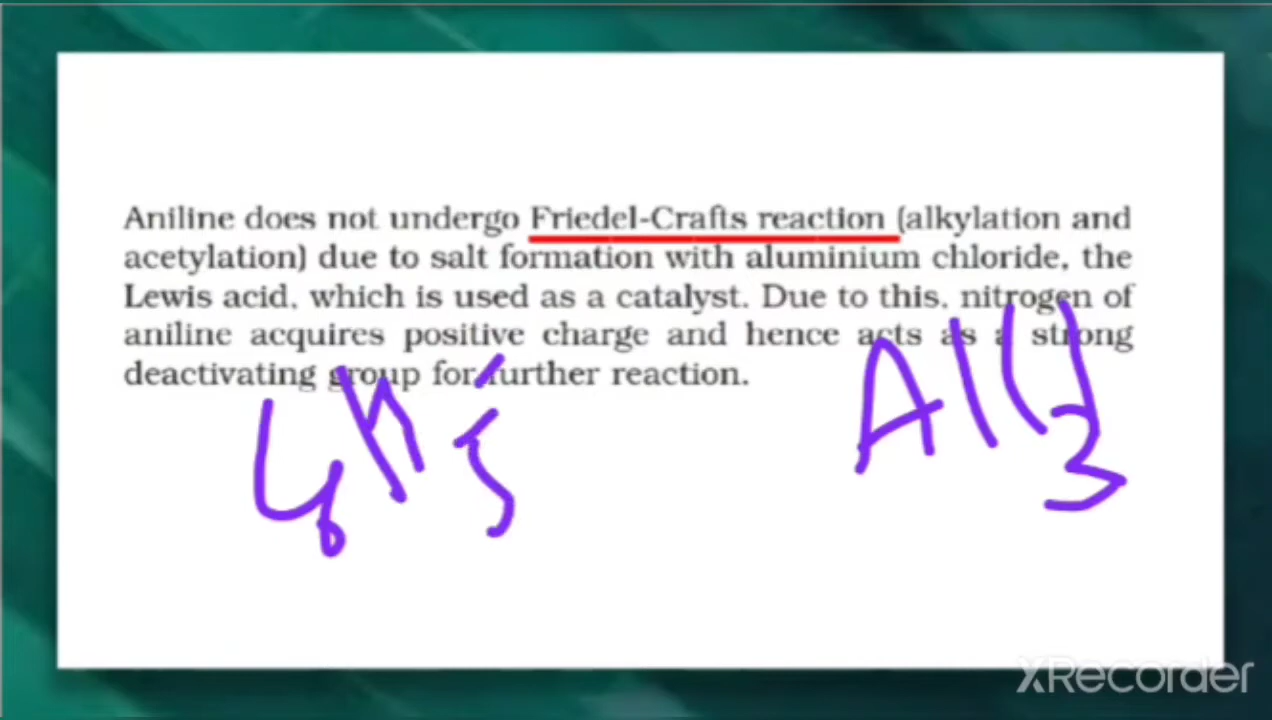 Aniline does not undergo Friedel-Crafts reaction (alkylation and
acetylation) due to salt formation with aluminium chloride, the
Lewis acid, which is used as a catalyst. Due to this, nitrogen of
aniline acquires positive charge and hence acts as a strong
deactivating group for further reaction.
C6H5 AlCl3
XRecorder